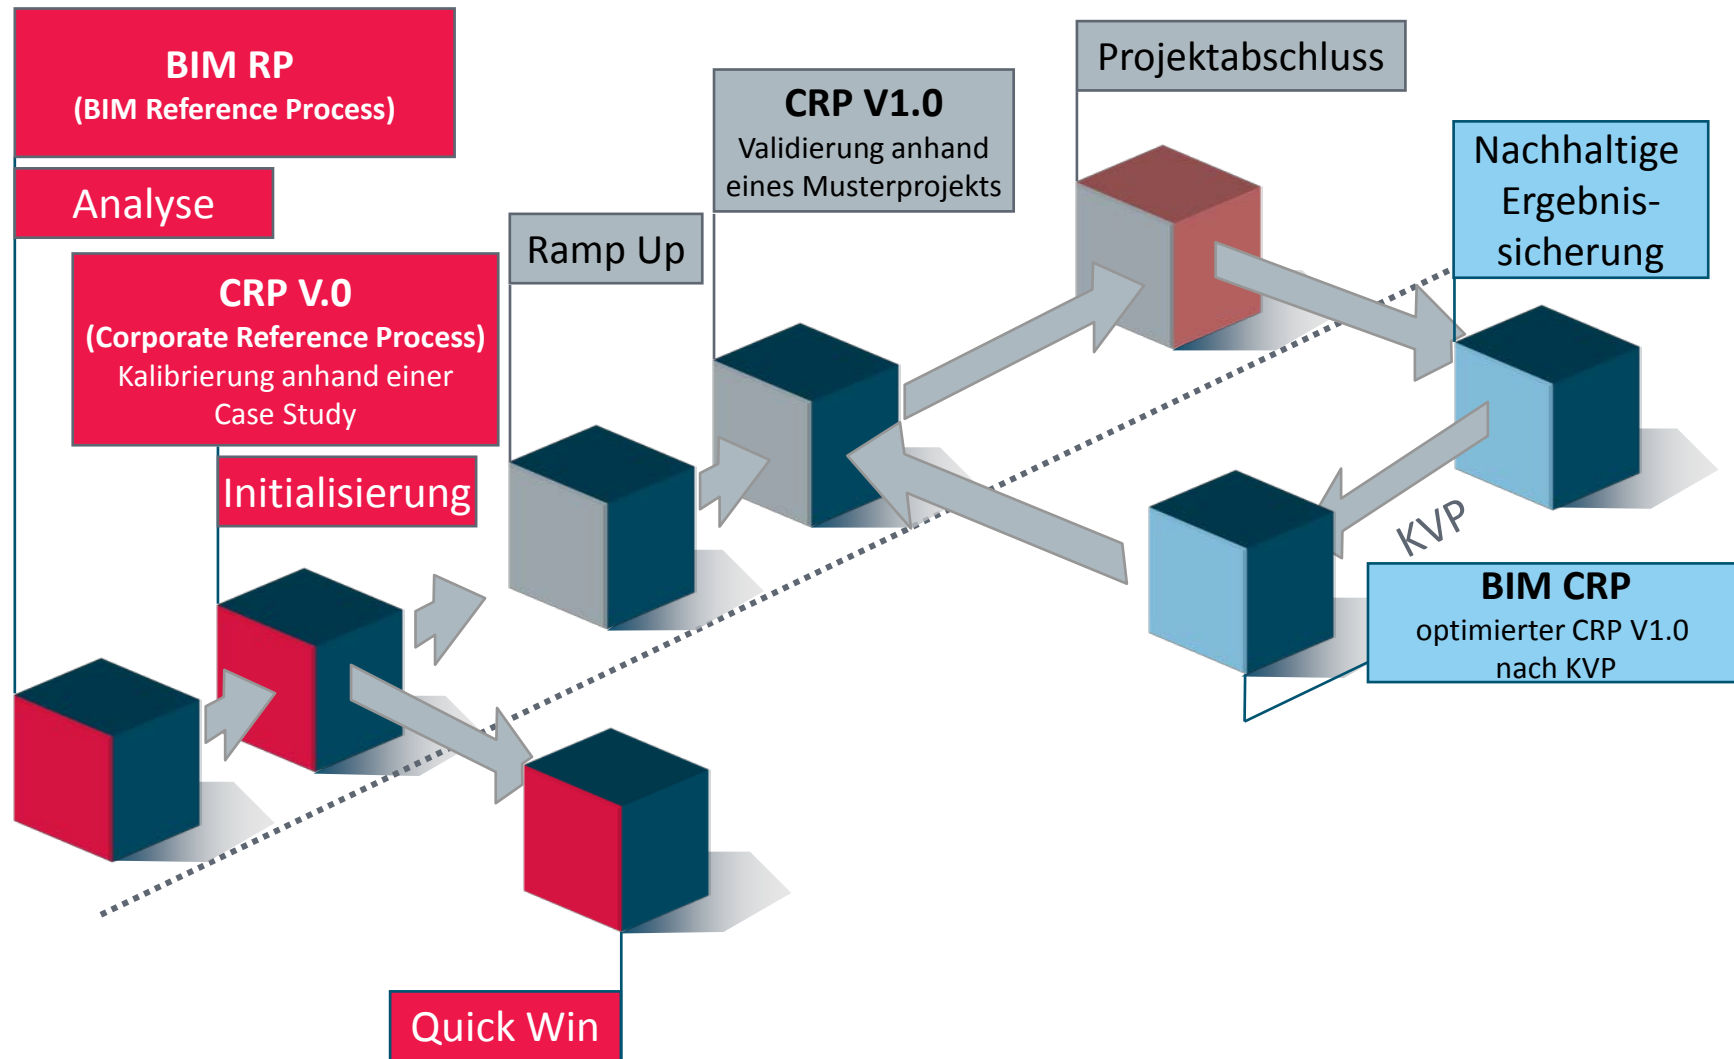 BIM RP
(BIM Reference Process)
Analyse
CRP V.0
(Corporate Reference Process)
Kalibrierung anhand einer
Case Study
Initialisierung
Ramp Up
CRP V1.0
Validierung anhand
eines Musterprojekts
Projektabschluss
Nachhaltige
Ergebnis-
sicherung
KVP
BIM CRP
optimierter CRP V1.0
nach KVP
Quick Win